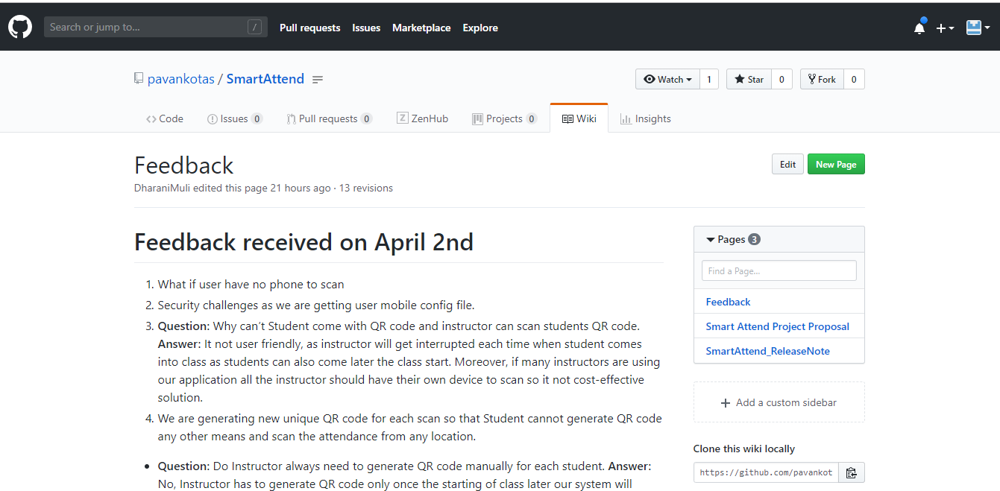 Search or jump to... /
Pull requests Issues Marketplace Explore
pavankotas / SmartAttend
Watch 1 Star 0 Fork 0
Code Issues 0 Pull requests 0 Z ZenHub Projects 0 Wiki Insights
Feedback
Edit New Page
DharaniMuli edited this page 21 hours ago · 13 revisions
Feedback received on April 2nd
1. What if user have no phone to scan
2. Security challenges as we are getting user mobile config file.
3. Question: Why can't Student come with QR code and instructor can scan students QR code.
Answer: It not user friendly, as instructor will get interrupted each time when student comes
into class as students can also come later the class start. Moreover, if many instructors are using
our application all the instructor should have their own device to scan so it not cost-effective
solution.
4. We are generating new unique QR code for each scan so that Student cannot generate QR code
any other means and scan the attendance from any location.
• Question: Do Instructor always need to generate QR code manually for each student. Answer:
No, Instructor has to generate QR code only once the starting of class later our system will
Pages 3
Find a Page...
Feedback
Smart Attend Project Proposal
SmartAttend_ReleaseNote
+ Add a custom sidebar
Clone this wiki locally
https://github.com/pavankot